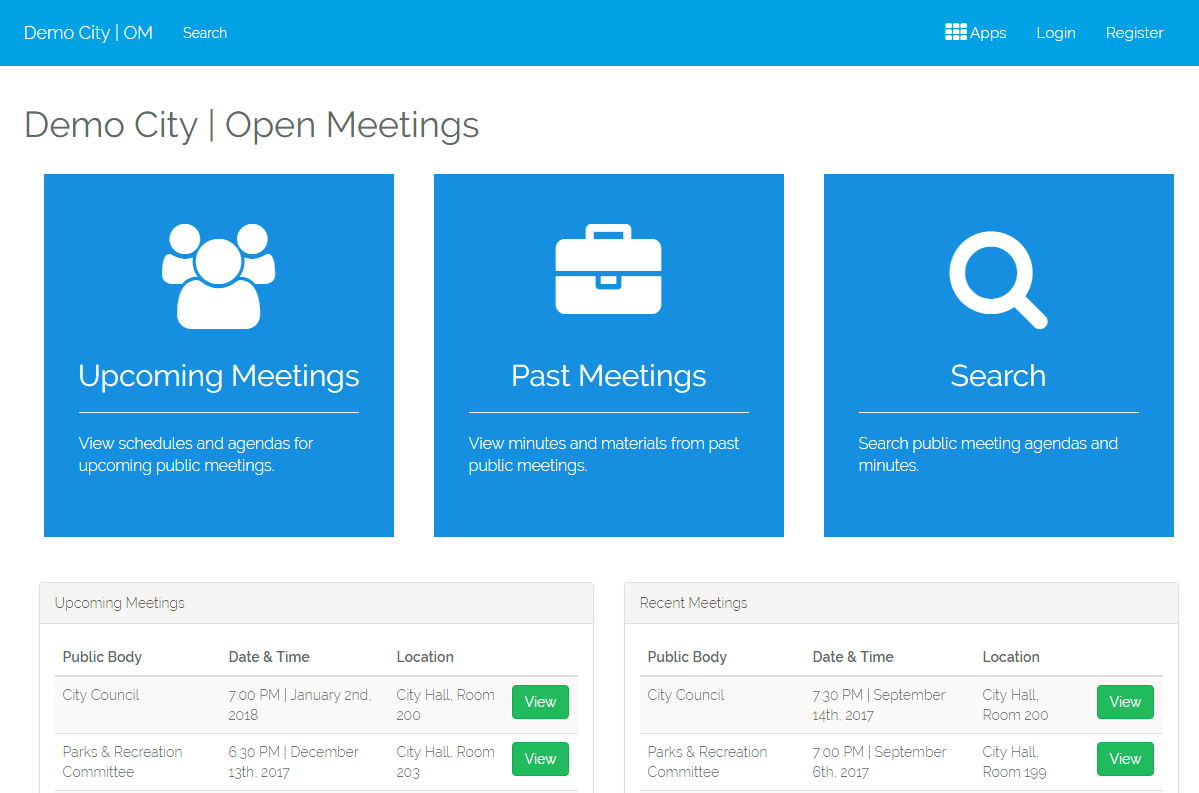 Demo City | OM Search Apps Login Register
Demo City | Open Meetings
Upcoming Meetings
View schedules and agendas for
upcoming public meetings.
Past Meetings
View minutes and materials from past
public meetings.
Search
Search public meeting agendas and
minutes.
Upcoming Meetings
Public Body Date & Time Location
City Council 7:00 PM | January 2nd, City Hall, Room View
2018 200
Parks & Recreation 6:30 PM | December City Hall, Room View
Committee 13th, 2017 203
Recent Meetings
Public Body Date & Time Location
City Council 7:30 PM | September City Hall, View
14th, 2017 Room 200
Parks & Recreation 7:00 PM | September City Hall, View
Committee 6th, 2017 Room 199